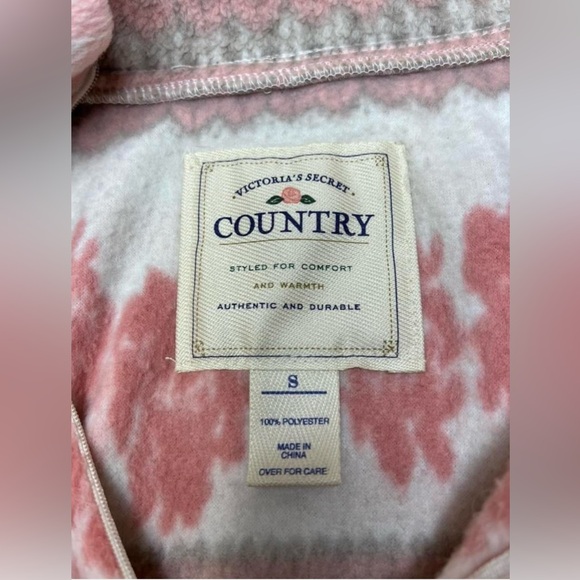 · VICTORIA'S SECRET ·
COUNTRY
STYLED FOR COMFORT
AND WARMTH
AUTHENTIC AND DURABLE
S
100% POLYESTER
MADE IN
CHINA
OVER FOR CARE